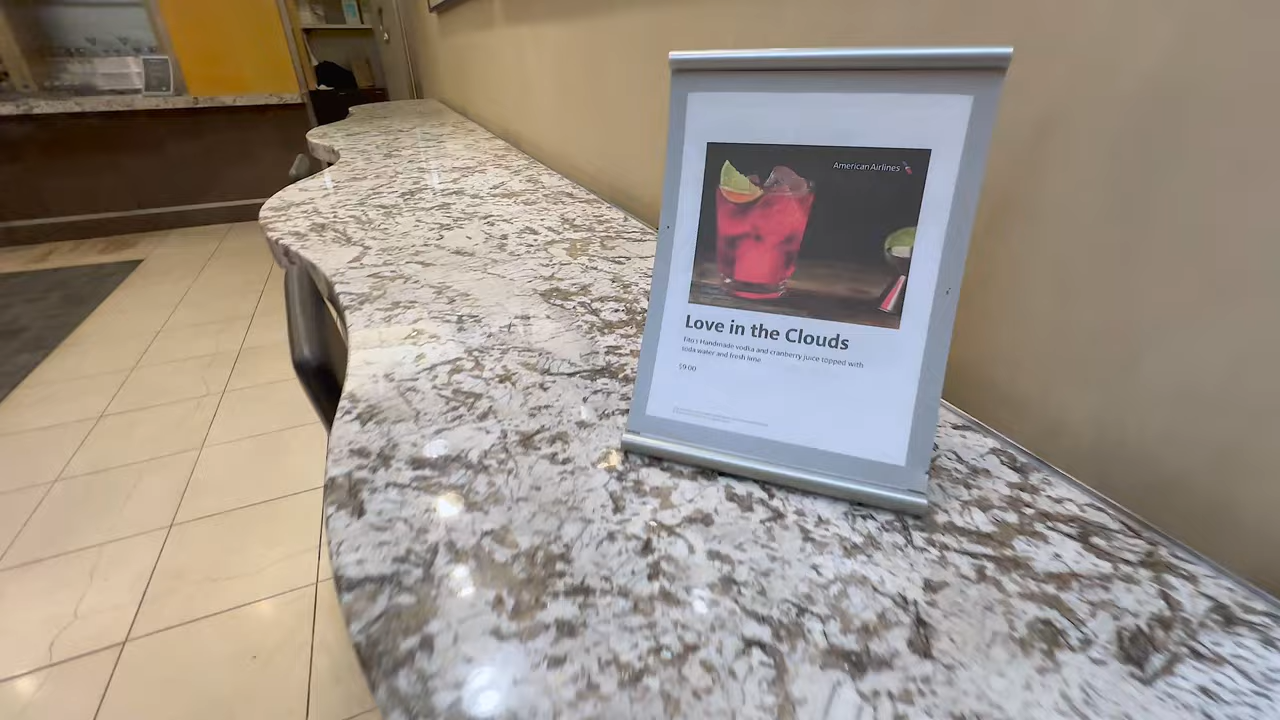 American Airlines
Love in the Clouds
Tito's Handmade vodka and cranberry juice topped with
soda water and fresh lime
$9.00